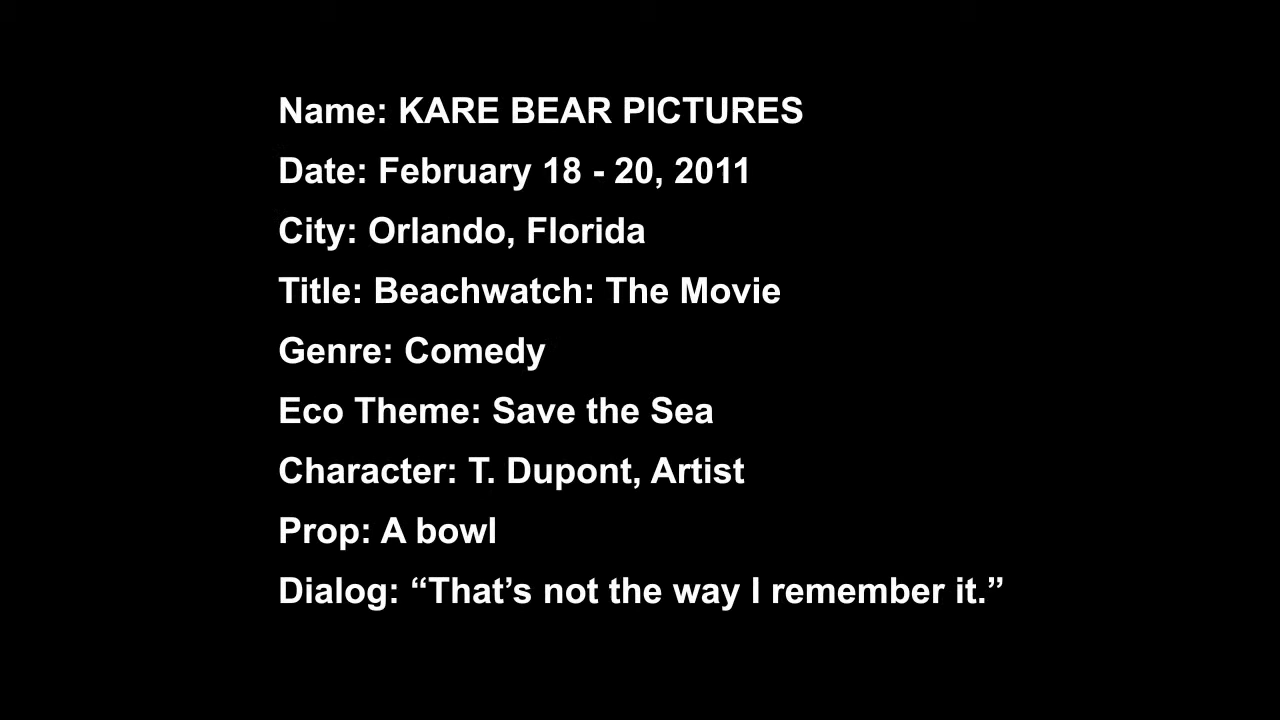 Name: KARE BEAR PICTURES
Date: February 18 - 20, 2011
City: Orlando, Florida
Title: Beachwatch: The Movie
Genre: Comedy
Eco Theme: Save the Sea
Character: T. Dupont, Artist
Prop: A bowl
Dialog: “That’s not the way I remember it.”